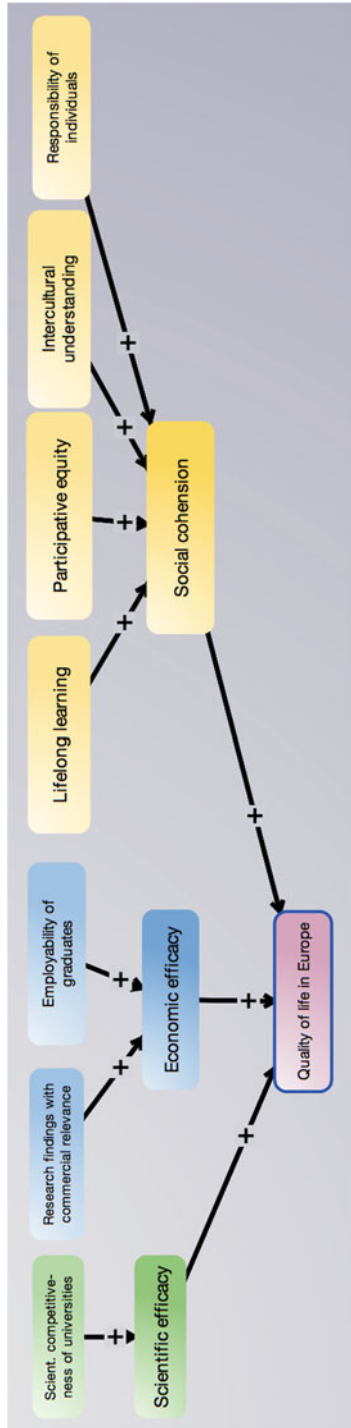 Scient. competitive-
ness of universities
Research findings with
commercial relevance
Employability of
graduates
Lifelong learning
Participative equity
Intercultural
understanding
Responsibility of
individuals
+
+
+
+
+
+
+
Scientific efficacy
Economic efficacy
Social cohension
+
+
+
Quality of life in Europe